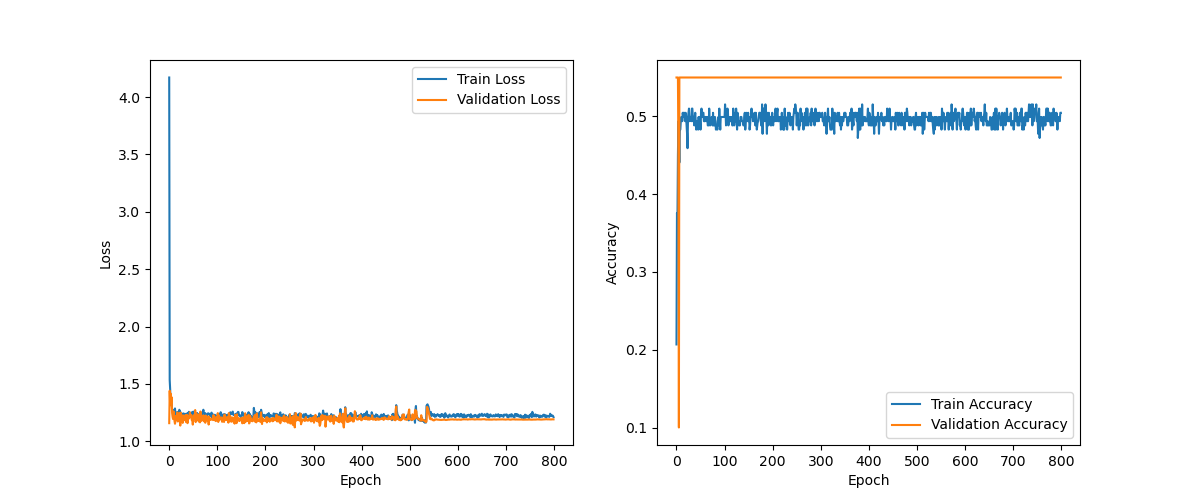 4.0
3.5
3.0
2.5
2.0
1.5
1.0
Loss
0 100 200 300 400 500 600 700 800
Epoch
Train Loss
Validation Loss
0.5
0.4
0.3
0.2
0.1
Accuracy
0 100 200 300 400 500 600 700 800
Epoch
Train Accuracy
Validation Accuracy